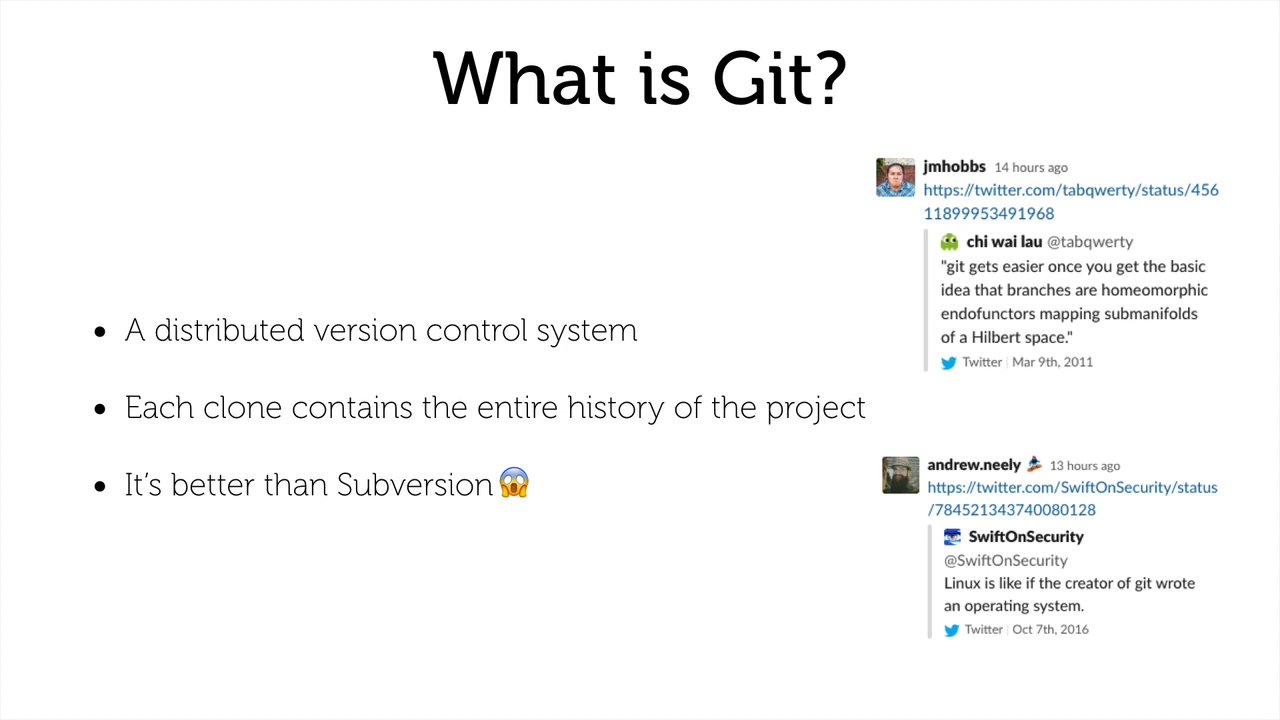 What is Git?
• A distributed version control system
• Each clone contains the entire history of the project
• It’s better than Subversion 😱
jmhobbs 14 hours ago
https://twitter.com/tabqwerty/status/456
11899953491968
chi wai lau @tabqwerty
"git gets easier once you get the basic
idea that branches are homeomorphic
endofunctors mapping submanifolds
of a Hilbert space."
Twitter | Mar 9th, 2011
andrew.neely 🏂 13 hours ago
https://twitter.com/SwiftOnSecurity/status
/784521343740080128
SwiftOnSecurity
@SwiftOnSecurity
Linux is like if the creator of git wrote
an operating system.
Twitter | Oct 7th, 2016